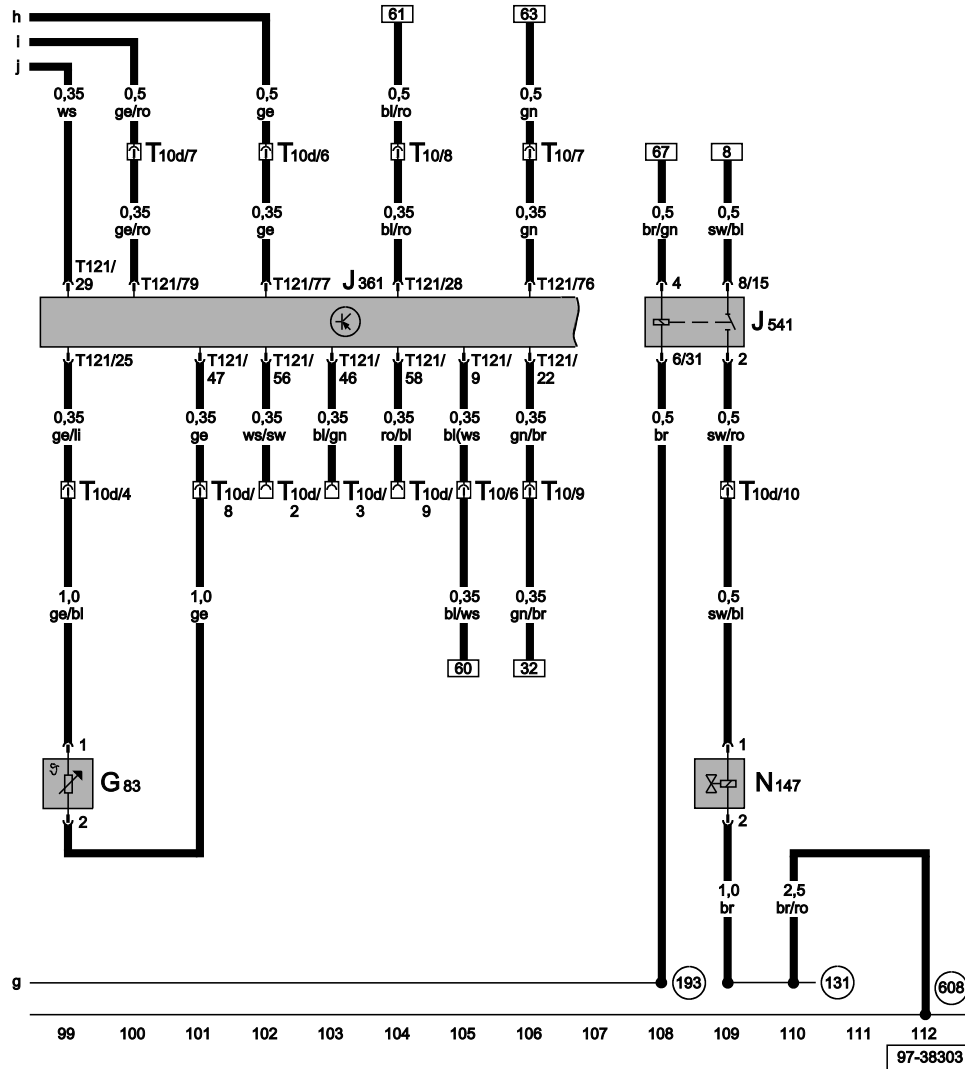 h
i
j
61
63
0,35
ws
0,5
ge/ro
0,5
ge
0,5
bl/ro
0,5
gn
T10d/7
T10d/6
T10/8
T10/7
67
8
0,35
ge/ro
0,35
ge
0,35
bl/ro
0,35
gn
0,5
br/gn
0,5
sw/bl
T121/
29
T121/79
T121/77
J361
T121/28
T121/76
4
8/15
J541
T121/25
T121/
47
T121/
56
T121/
46
T121/
58
T121/
9
T121/
22
6/31
2
0,35
ge/li
0,35
ge
0,35
ws/sw
0,35
bl/gn
0,35
ro/bl
0,35
bl(ws
0,35
gn/br
0,5
br
0,5
sw/ro
T10d/4
T10d/
8
T10d/
2
T10d/
3
T10d/
9
T10/6
T10/9
T10d/10
1,0
ge/bl
1,0
ge
0,35
bl/ws
0,35
gn/br
0,5
sw/bl
60
32
1
1
G83
N147
2
2
1,0
br
2,5
br/ro
g
193
131
608
99 100 101 102 103 104 105 106 107 108 109 110 111 112
97-38303